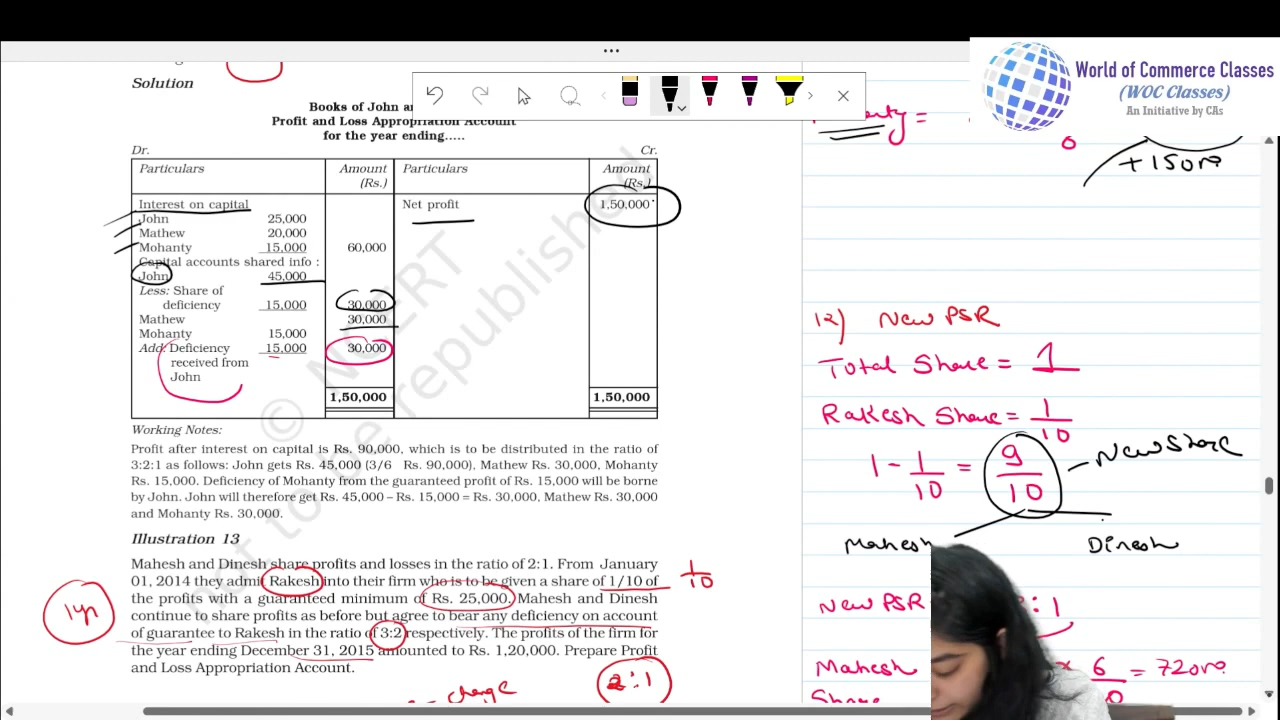 Solution
World of Commerce Classes
(WOC Classes)
An Initiative by CAs
Books of John
Profit and Loss Appropriation Account
for the year ending.....
Dr. Cr.
Particulars Amount (Rs.) Particulars Amount (Rs.)
Interest on capital Net profit 1,50,000
John 25,000
Mathew 20,000
Mohanty 15,000 60,000
Capital accounts shared info :
John 45,000
Less: Share of
deficiency 15,000 30,000
Mathew 30,000
Mohanty 15,000
Add: Deficiency 15,000 30,000
received from
John
1,50,000 1,50,000
Working Notes:
Profit after interest on capital is Rs. 90,000, which is to be distributed in the ratio of
3:2:1 as follows: John gets Rs. 45,000 (3/6 Rs. 90,000), Mathew Rs. 30,000, Mohanty
Rs. 15,000. Deficiency of Mohanty from the guaranteed profit of Rs. 15,000 will be borne
by John. John will therefore get Rs. 45,000 – Rs. 15,000 = Rs. 30,000, Mathew Rs. 30,000
and Mohanty Rs. 30,000.
Illustration 13
Mahesh and Dinesh share profits and losses in the ratio of 2:1. From January
01, 2014 they admit Rakesh into their firm who is to be given a share of 1/10 of
the profits with a guaranteed minimum of Rs. 25,000. Mahesh and Dinesh
continue to share profits as before but agree to bear any deficiency on account
of guarantee to Rakesh in the ratio of 3:2 respectively. The profits of the firm for
the year ending December 31, 2015 amounted to Rs. 1,20,000. Prepare Profit
and Loss Appropriation Account.
1/10
1yr
charge
2:1
© NCERT
not to be republished
=
0
+ 15000
12) New PSR
Total Share = 1
Rakesh Share = 1/10
1 - 1/10 = 9/10 - New Share
Mahesh Dinesh
New PSR : 1
Mahesh 6 = 72000
Share